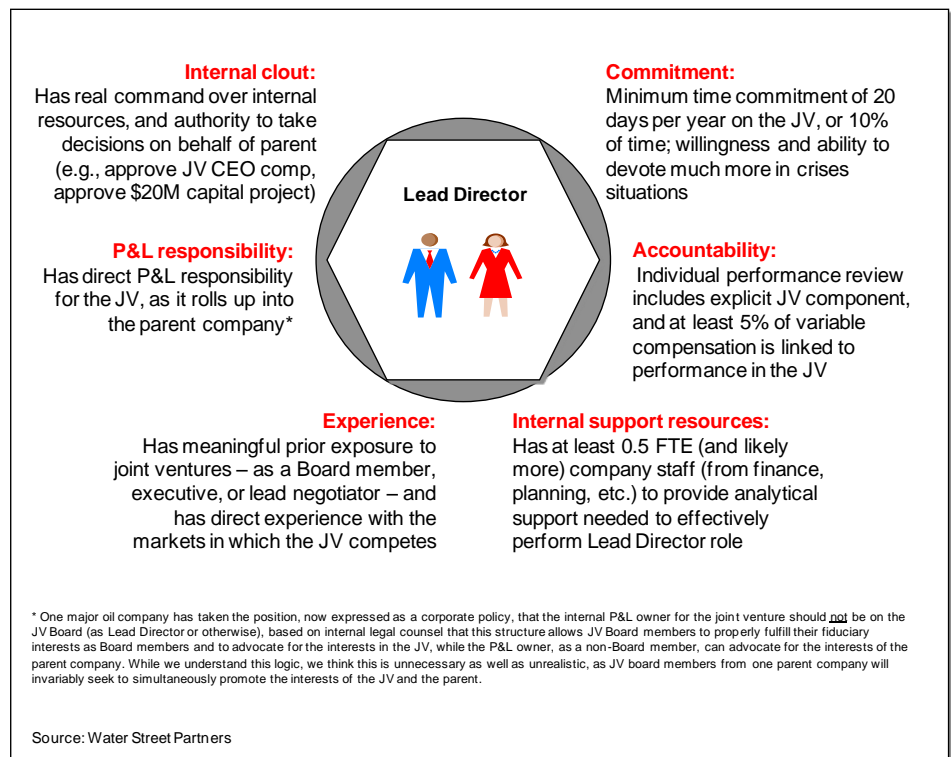 Internal clout:
Has real command over internal
resources, and authority to take
decisions on behalf of parent
(e.g., approve JV CEO comp,
approve $20M capital project)
Commitment:
Minimum time commitment of 20
days per year on the JV, or 10%
of time; willingness and ability to
devote much more in crises
situations
Lead Director
P&L responsibility:
Has direct P&L responsibility
for the JV, as it rolls up into
the parent company*
Accountability:
Individual performance review
includes explicit JV component,
and at least 5% of variable
compensation is linked to
performance in the JV
Experience:
Has meaningful prior exposure to
joint ventures – as a Board member,
executive, or lead negotiator – and
has direct experience with the
markets in which the JV competes
Internal support resources:
Has at least 0.5 FTE (and likely
more) company staff (from finance,
planning, etc.) to provide analytical
support needed to effectively
perform Lead Director role
* One major oil company has taken the position, now expressed as a corporate policy, that the internal P&L owner for the joint venture should not be on the
JV Board (as Lead Director or otherwise), based on internal legal counsel that this structure allows JV Board members to properly fulfill their fiduciary
interests as Board members and to advocate for the interests in the JV, while the P&L owner, as a non-Board member, can advocate for the interests of the
parent company. While we understand this logic, we think this is unnecessary as well as unrealistic, as JV board members from one parent company will
invariably seek to simultaneously promote the interests of the JV and the parent.
Source: Water Street Partners